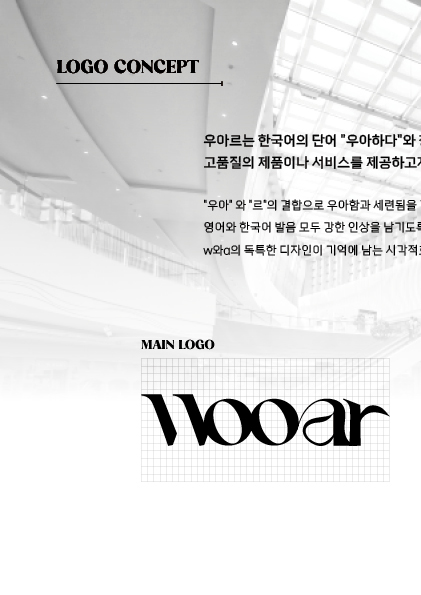 LOGO CONCEPT
우아르는 한국어의 단어 "우아하다"와
고품질의 제품이나 서비스를 제공하고
"우아" 와 "르"의 결합으로 우아함과 세련됨을
영어와 한국어 발음 모두 강한 인상을 남기도록
w와a의 독특한 디자인이 기억에 남는 시각적
MAIN LOGO
Wooar